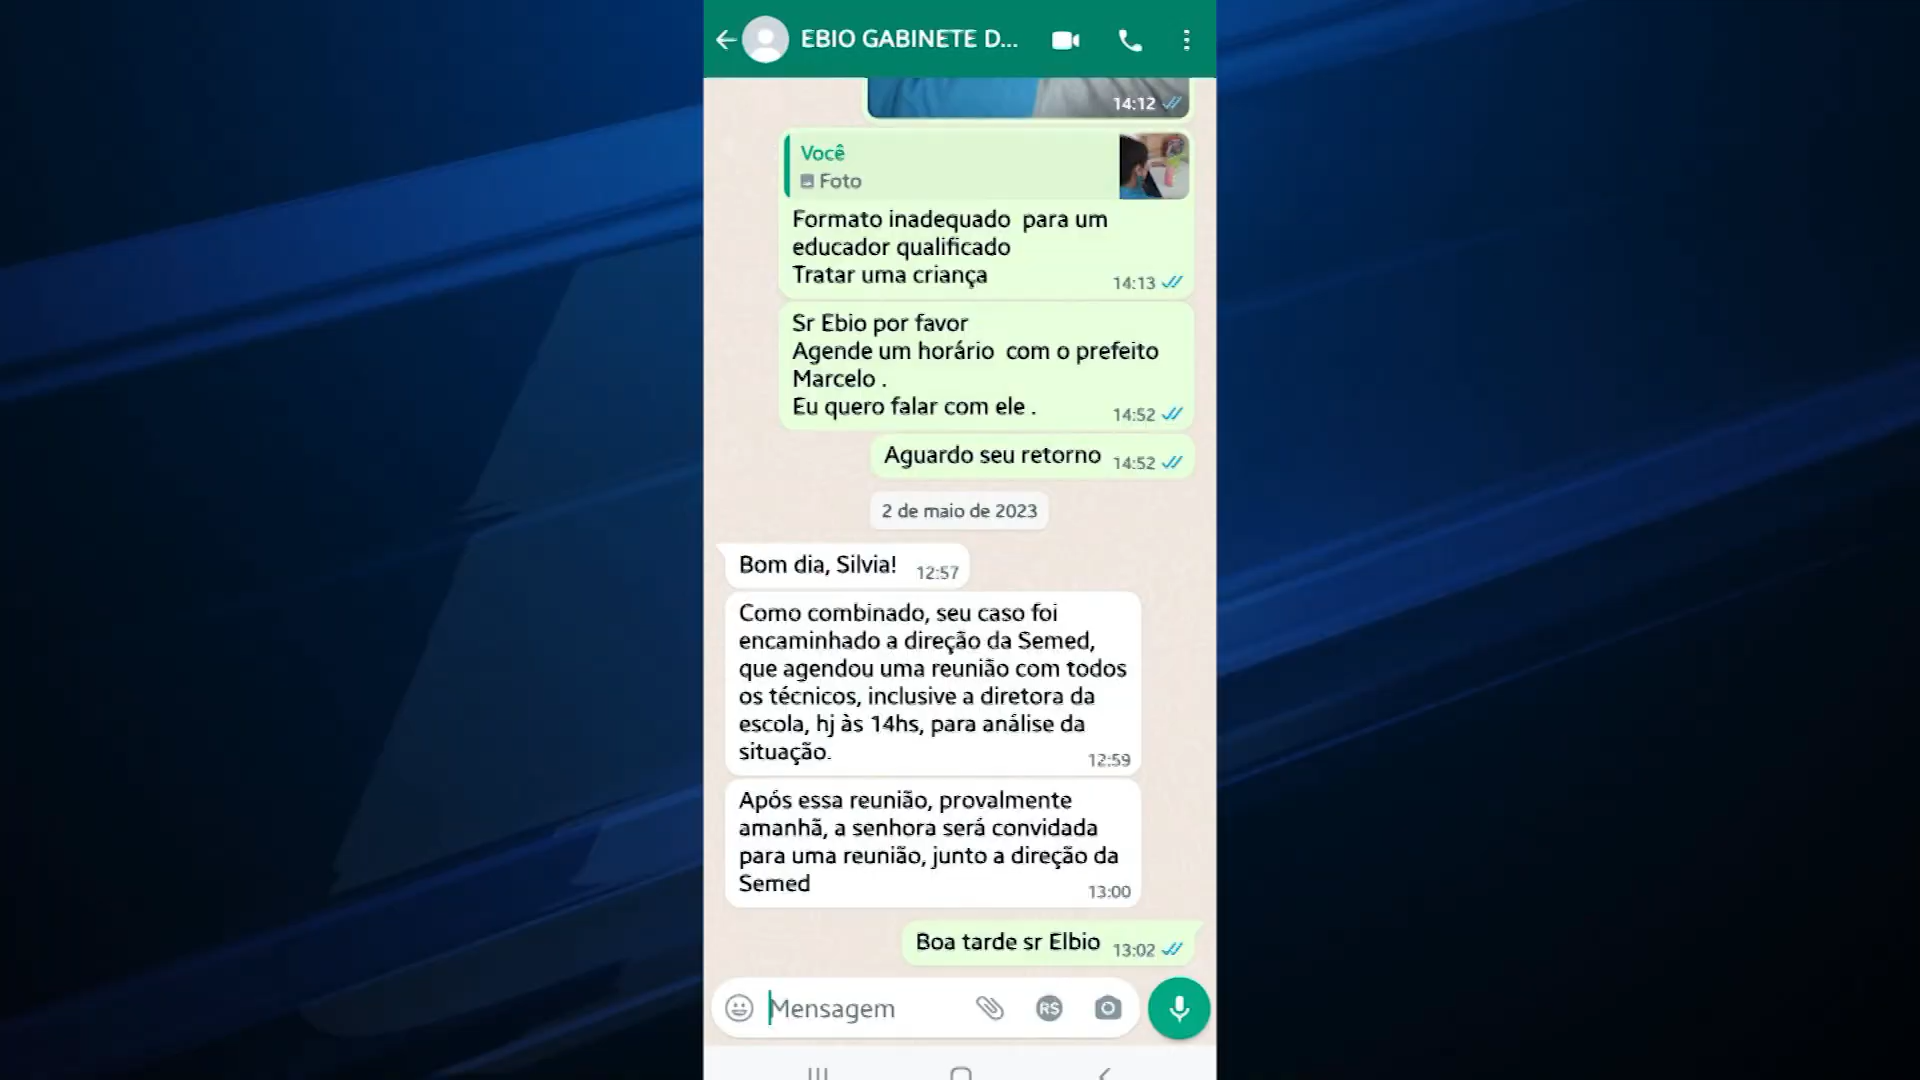 EBIO GABINETE D...
14:12
Você
Foto
Formato inadequado para um
educador qualificado
Tratar uma criança
14:13
Sr Ebio por favor
Agende um horário com o prefeito
Marcelo .
Eu quero falar com ele .
14:52
Aguardo seu retorno
14:52
2 de maio de 2023
Bom dia, Silvia!
12:57
Como combinado, seu caso foi
encaminhado a direção da Semed,
que agendou uma reunião com todos
os técnicos, inclusive a diretora da
escola, hj às 14hs, para análise da
situação.
12:59
Após essa reunião, provalmente
amanhã, a senhora será convidada
para uma reunião, junto a direção da
Semed
13:00
Boa tarde sr Elbio
13:02
Mensagem
RS